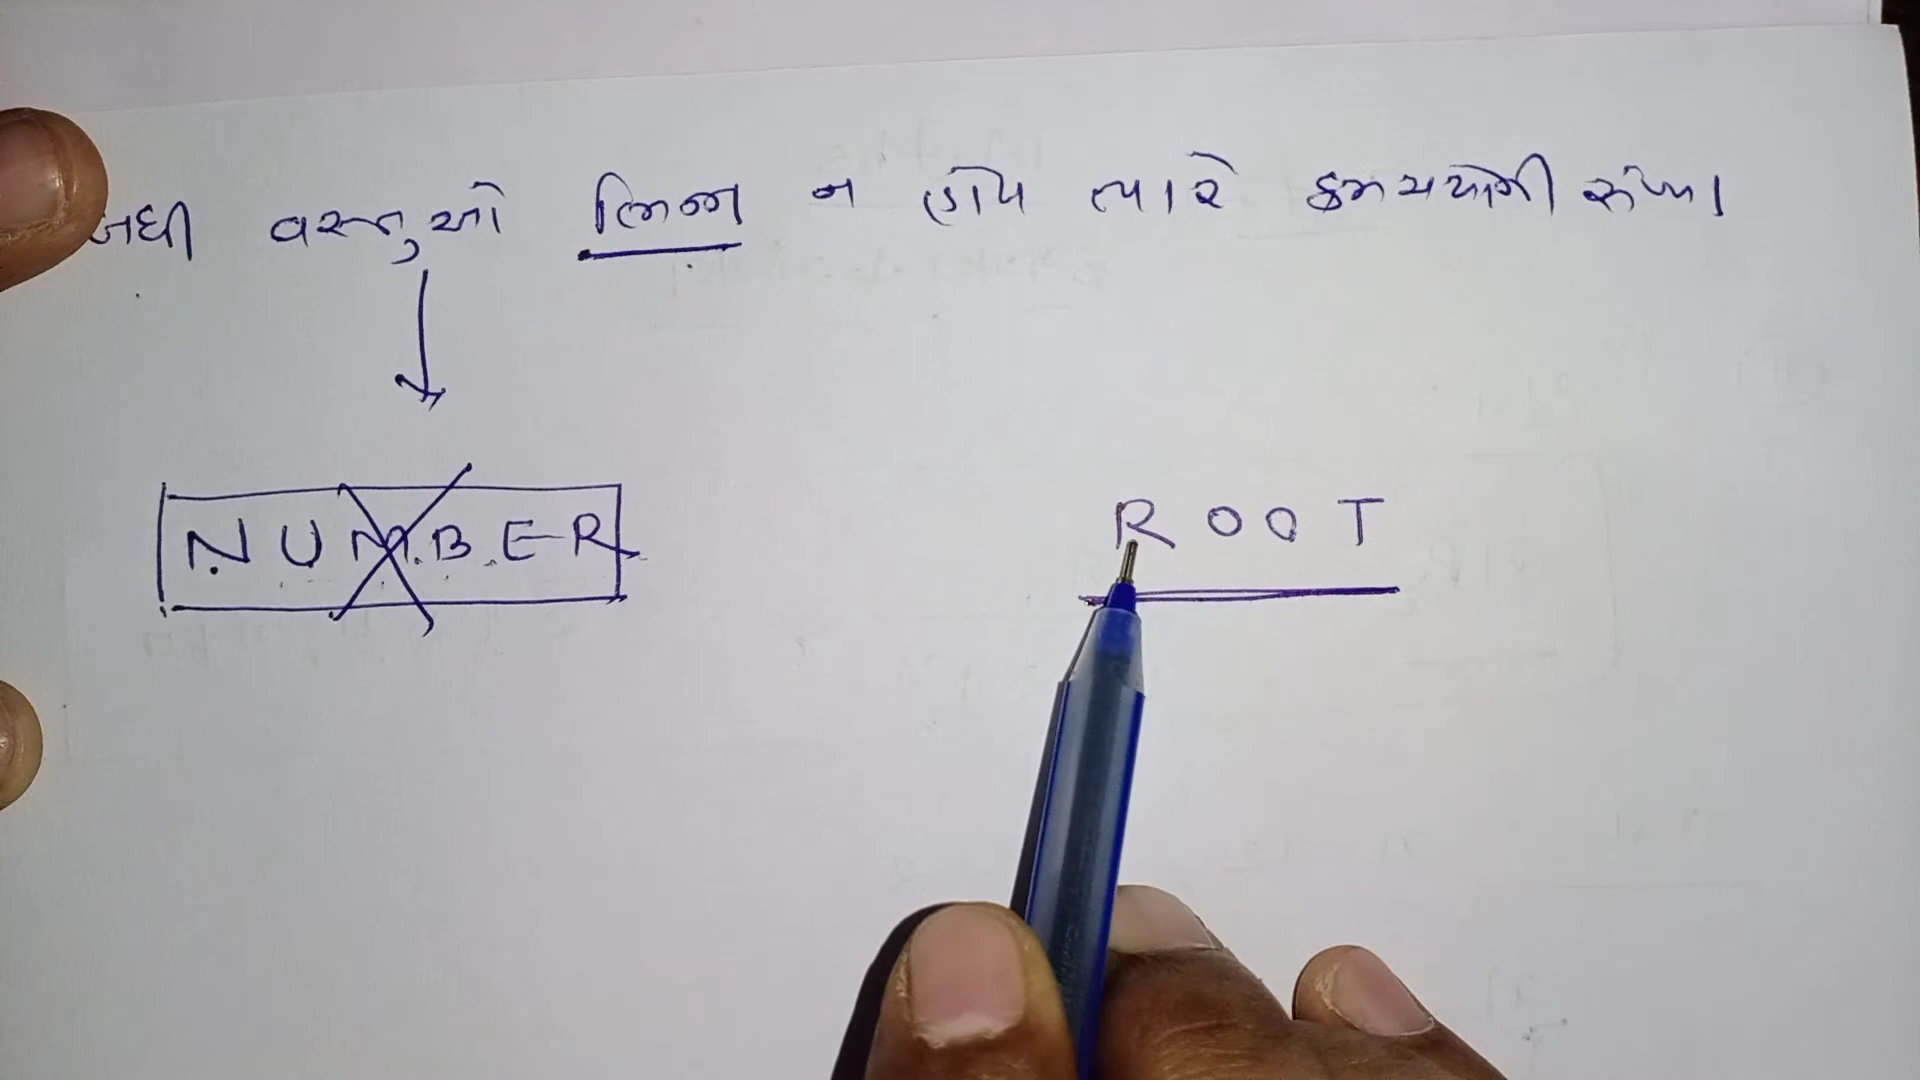 બધી વસ્તુઓ ભિન્ન ન હોય ત્યારે ક્રમચયોની સંખ્યા
NUMBER
ROOT